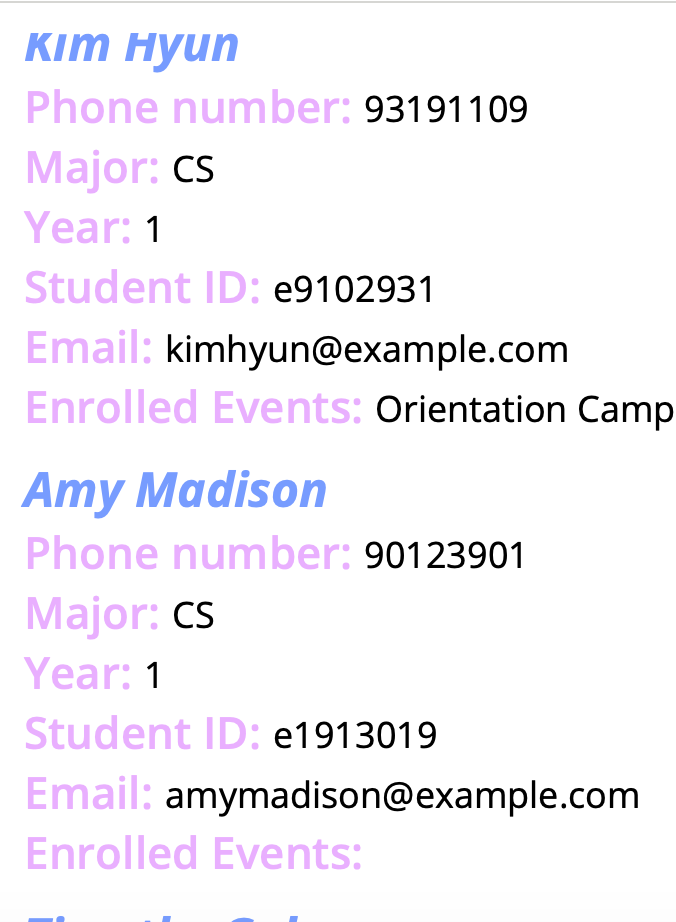 Kim Hyun
Phone number: 93191109
Major: CS
Year: 1
Student ID: e9102931
Email: kimhyun@example.com
Enrolled Events: Orientation Camp
Amy Madison
Phone number: 90123901
Major: CS
Year: 1
Student ID: e1913019
Email: amymadison@example.com
Enrolled Events: